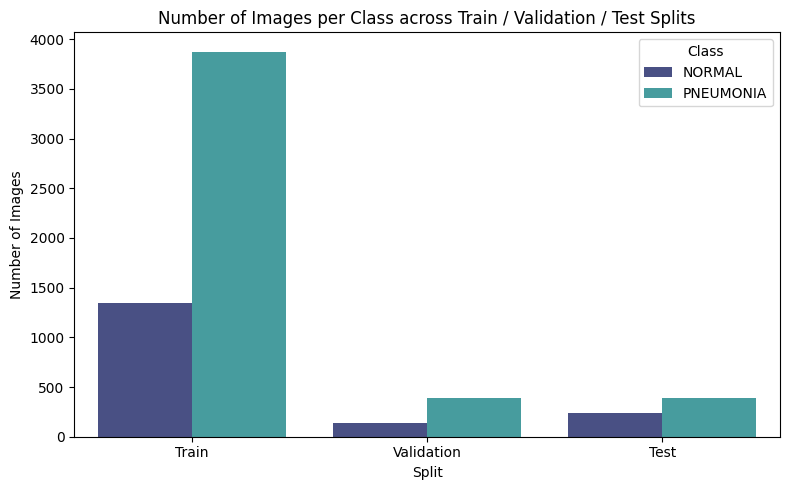 Number of Images per Class across Train / Validation / Test Splits
Class
NORMAL
PNEUMONIA
Number of Images
4000
3500
3000
2500
2000
1500
1000
500
0
Train
Validation
Test
Split